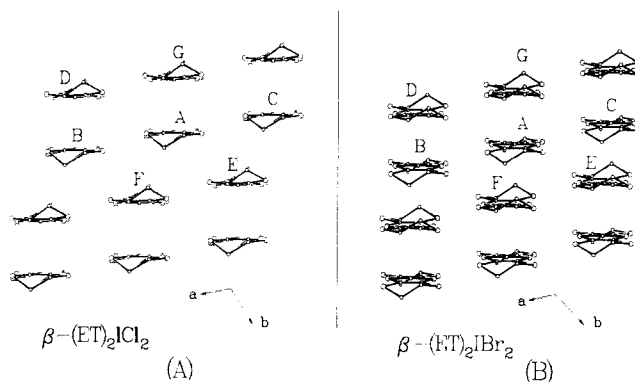 D G C
B A
F E
a
b
β-(ET)₂ICl₂
(A)
G
D C
A
B
F E
a
b
β-(ET)₂IBr₂
(B)